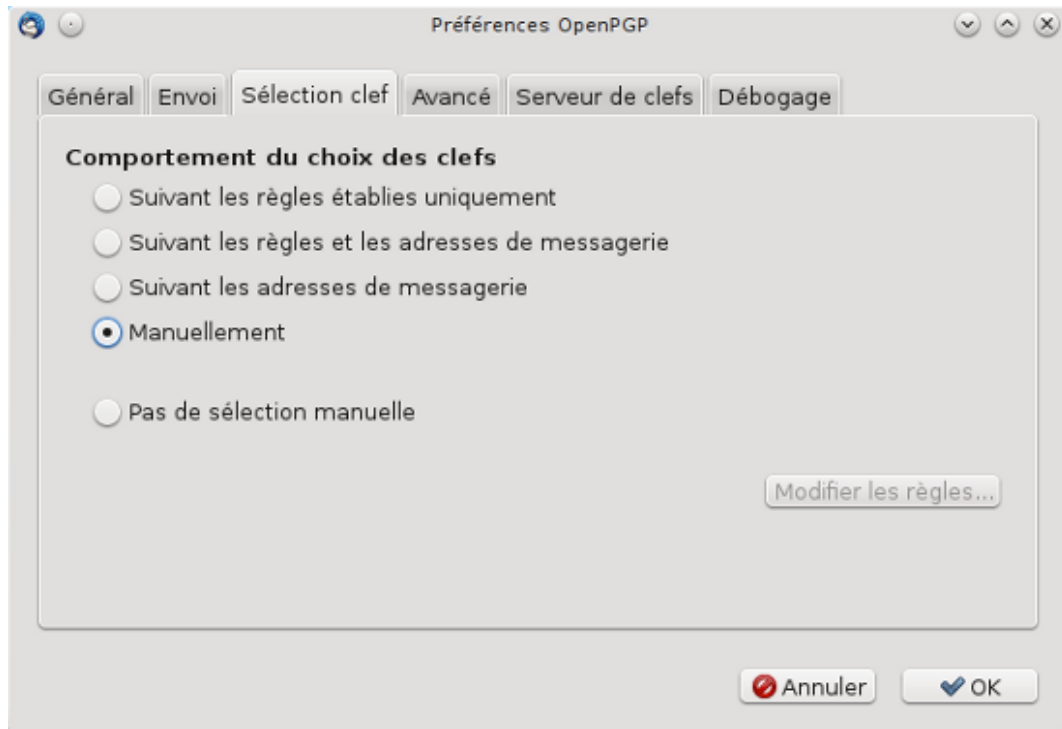 Préférences OpenPGP
Général Envoi Sélection clef Avancé Serveur de clefs Débogage
Comportement du choix des clefs
Suivant les règles établies uniquement
Suivant les règles et les adresses de messagerie
Suivant les adresses de messagerie
Manuellement
Pas de sélection manuelle
Modifier les règles...
Annuler OK